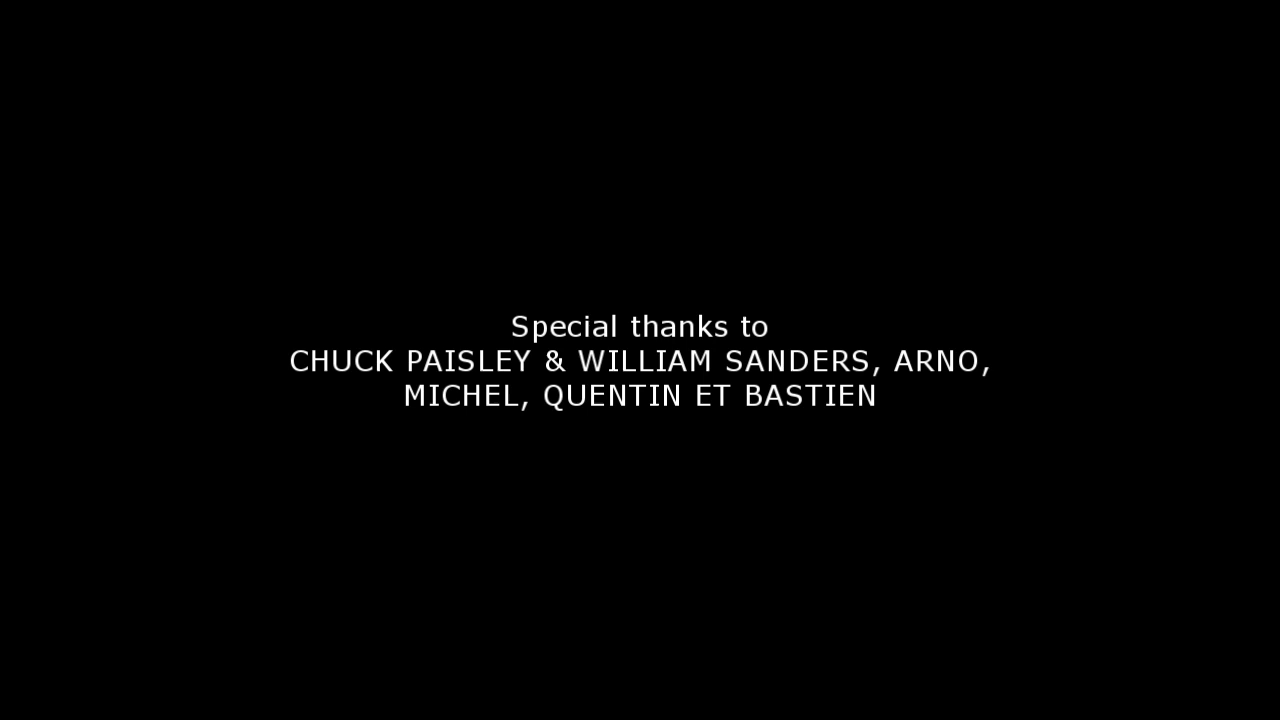 Special thanks to
CHUCK PAISLEY & WILLIAM SANDERS, ARNO,
MICHEL, QUENTIN ET BASTIEN